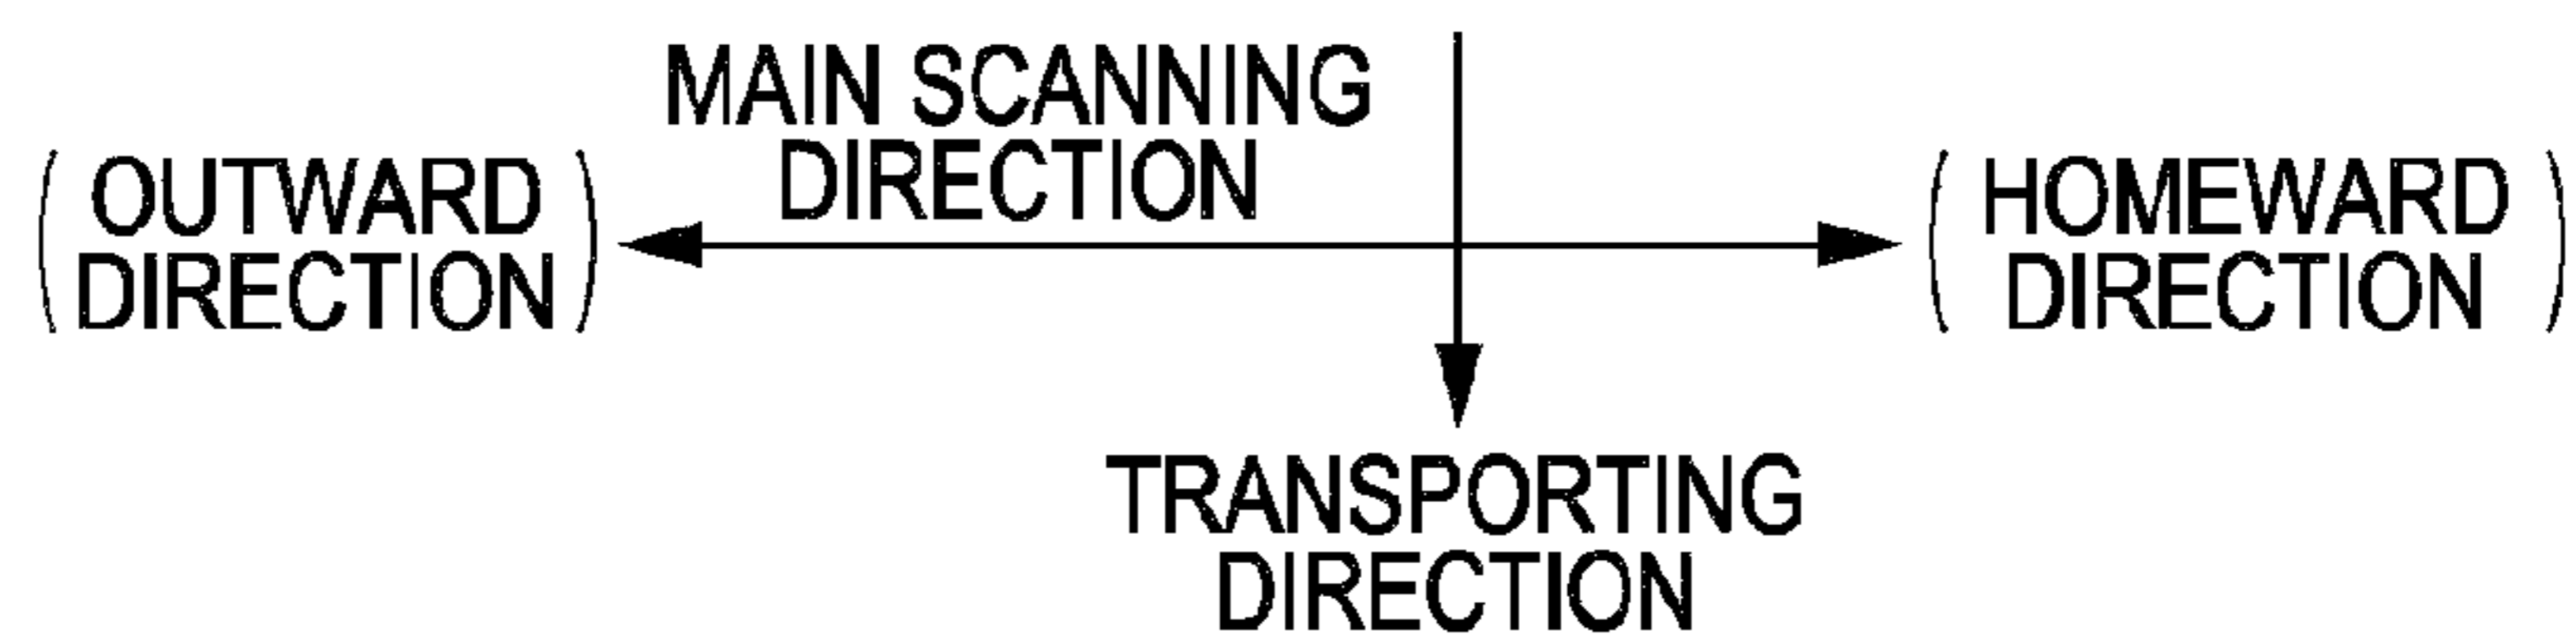 MAIN SCANNING
DIRECTION
( OUTWARD
DIRECTION )
( HOMEWARD
DIRECTION )
TRANSPORTING
DIRECTION